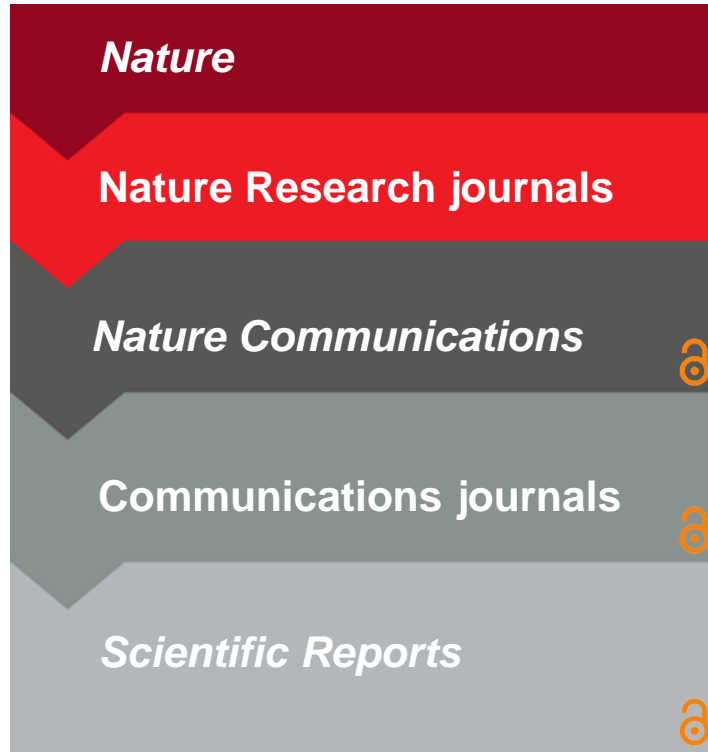 Nature
Nature Research journals
Nature Communications
Communications journals
Scientific Reports